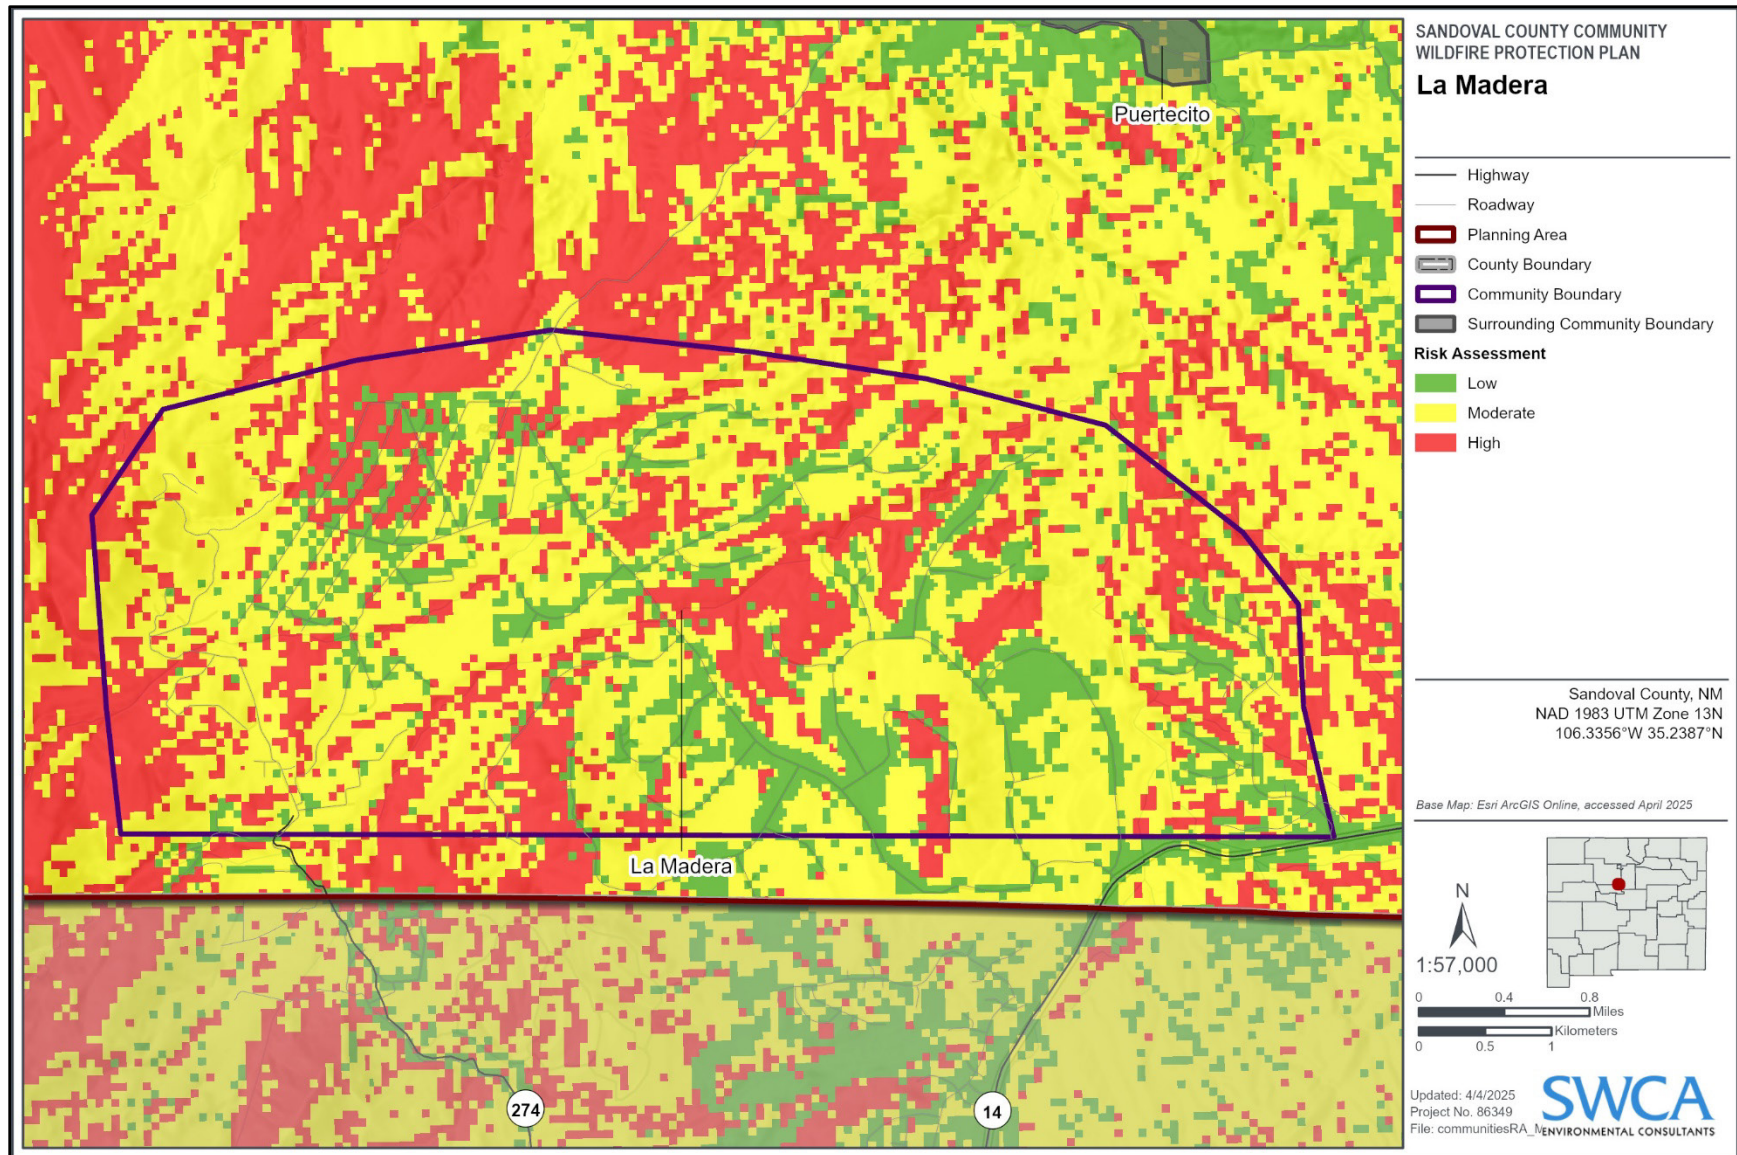 SANDOVAL COUNTY COMMUNITY
WILDFIRE PROTECTION PLAN
La Madera
Highway
Roadway
Planning Area
County Boundary
Community Boundary
Surrounding Community Boundary
Risk Assessment
Low
Moderate
High
Puertecito
La Madera
274
14
Sandoval County, NM
NAD 1983 UTM Zone 13N
106.3356°W 35.2387°N
Base Map: Esri ArcGIS Online, accessed April 2025
N
1:57,000
0 0.4 0.8
Miles
Kilometers
0 0.5 1
Updated: 4/4/2025
Project No. 86349
File: communitiesRA_M
SWCA
ENVIRONMENTAL CONSULTANTS